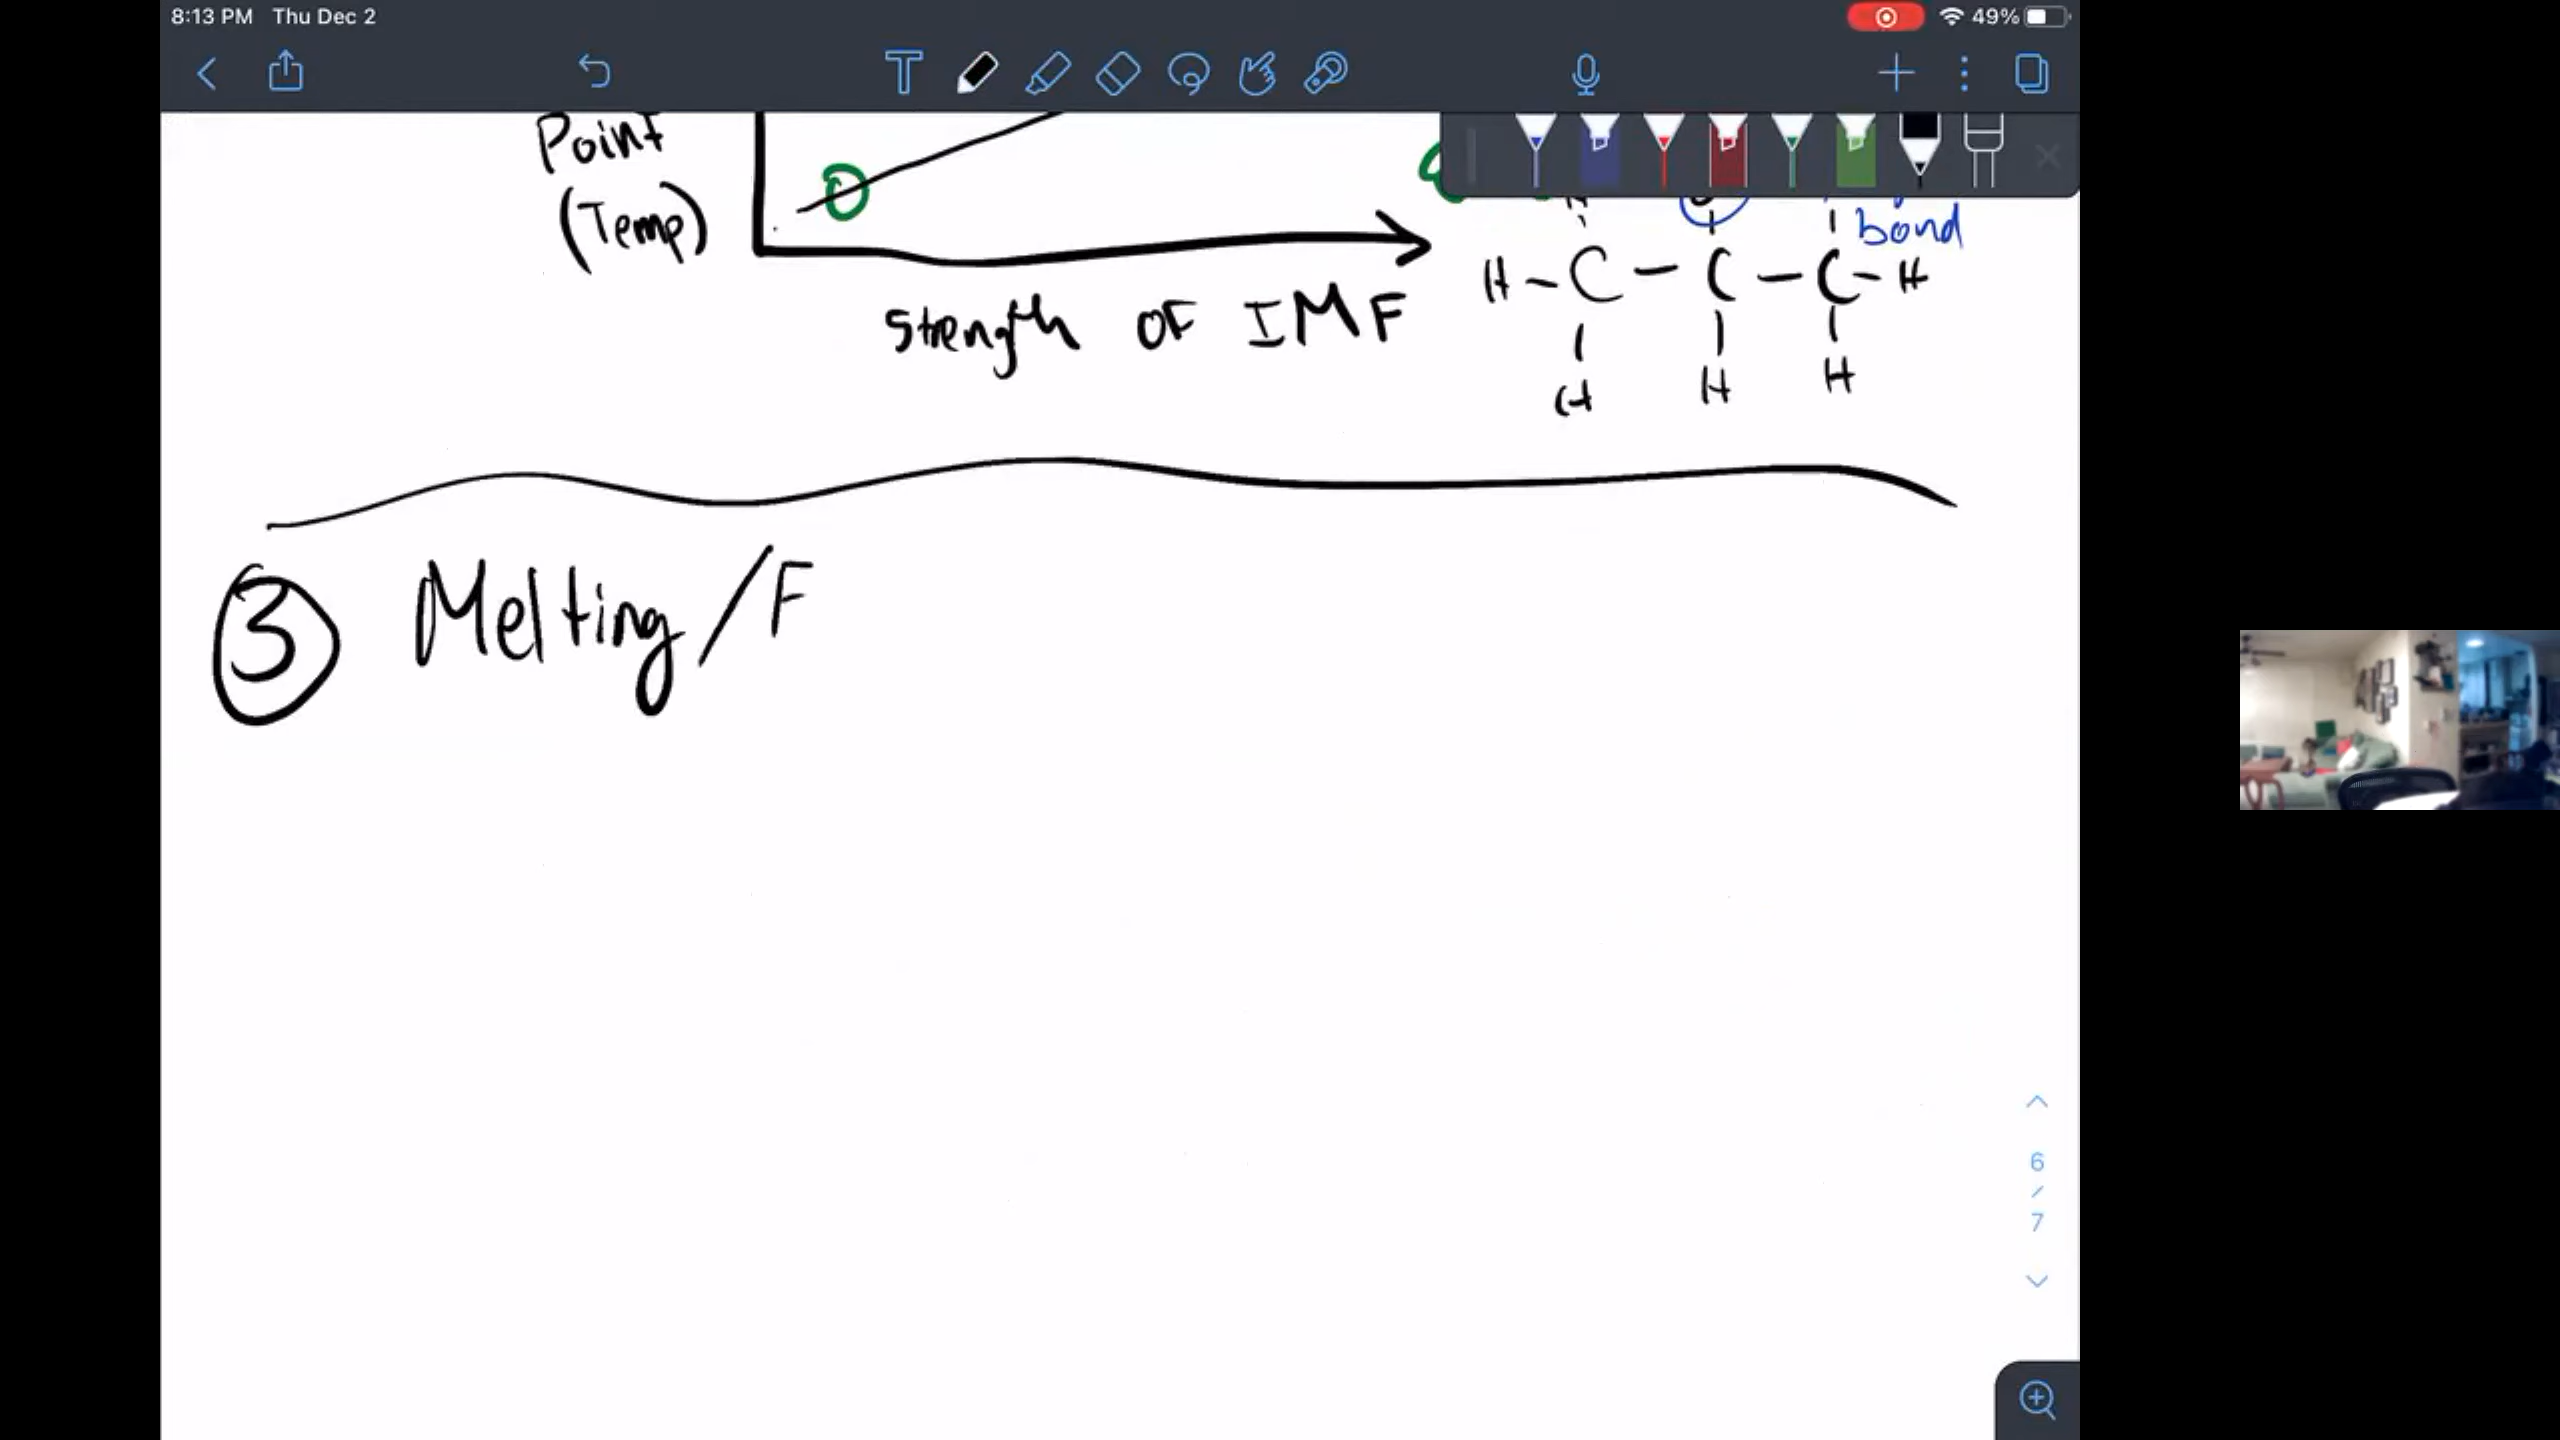 8:13 PM Thu Dec 2
49%
Point
(Temp)
bond
H - C - C - C - H
H H H
Strength OF IMF
③ Melting/F
6
/
7